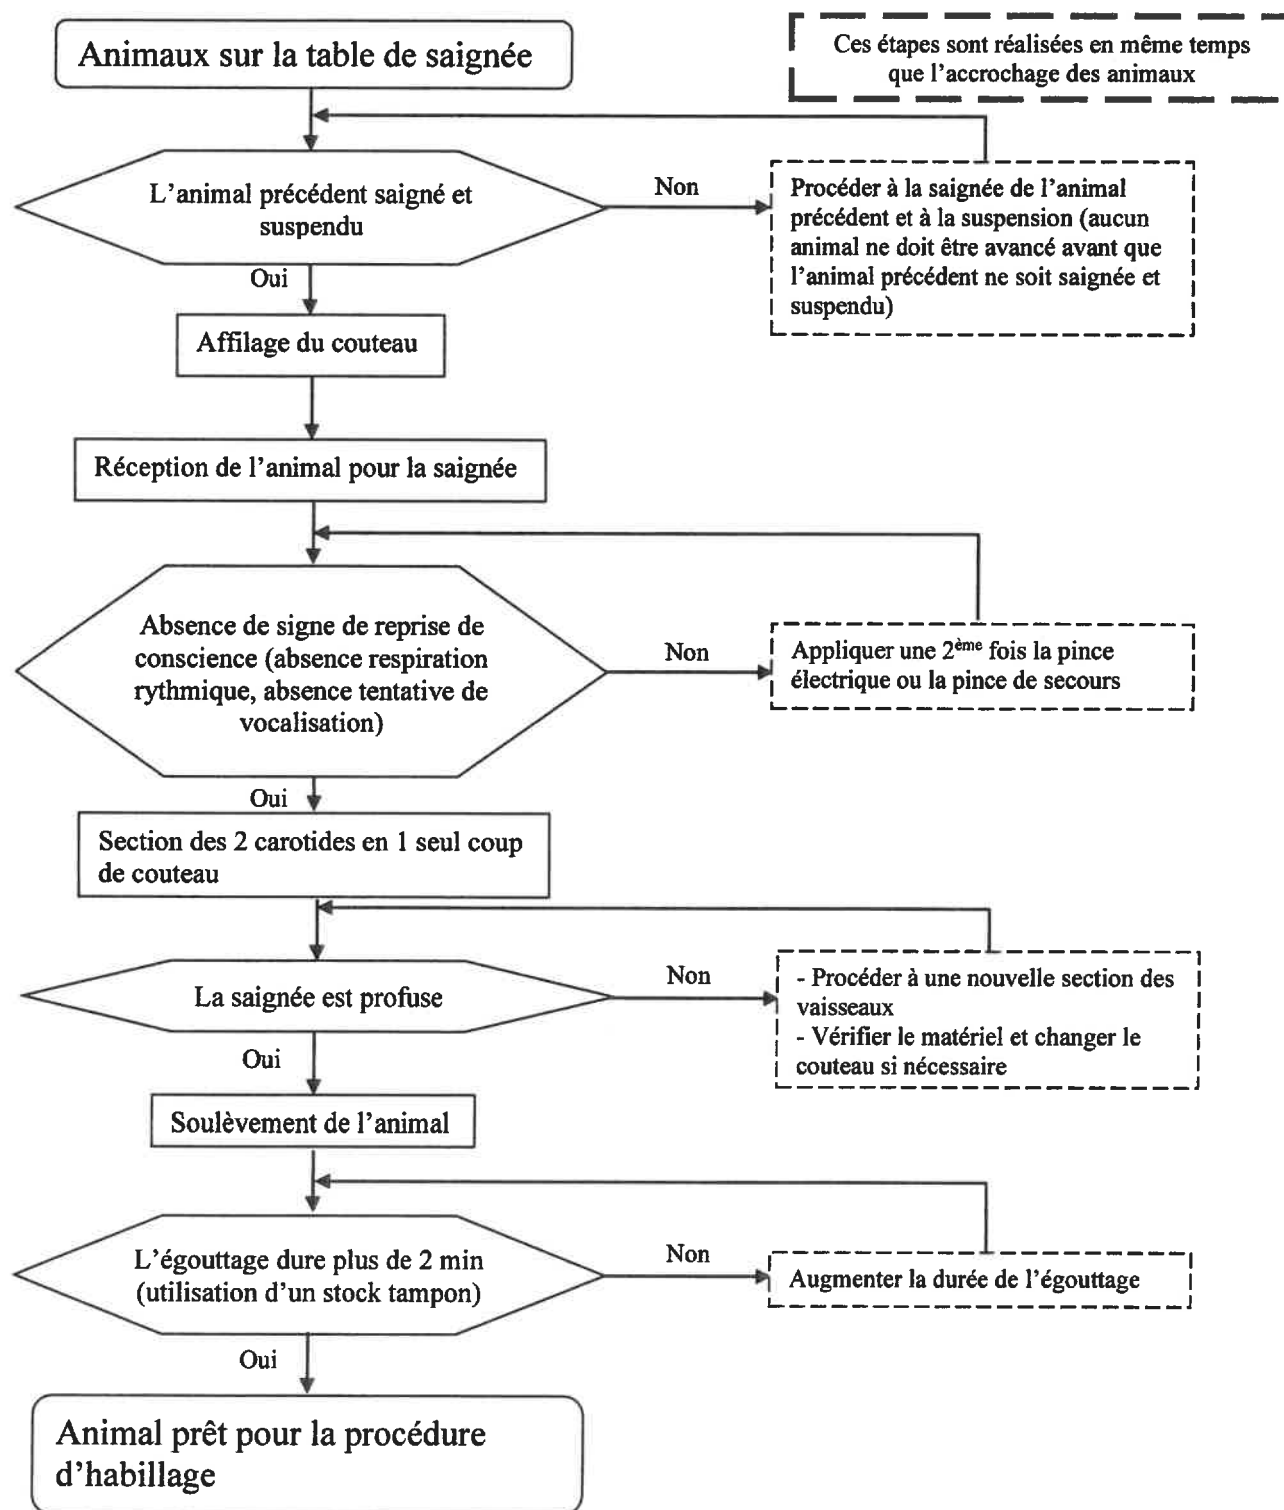 Animaux sur la table de saignée
Ces étapes sont réalisées en même temps
que l'accrochage des animaux
L'animal précédent saigné et
suspendu
Non
Procéder à la saignée de l'animal
précédent et à la suspension (aucun
animal ne doit être avancé avant que
l'animal précédent ne soit saignée et
suspendu)
Oui
Affilage du couteau
Réception de l'animal pour la saignée
Absence de signe de reprise de
conscience (absence respiration
rythmique, absence tentative de
vocalisation)
Non
Appliquer une 2ème fois la pince
électrique ou la pince de secours
Oui
Section des 2 carotides en 1 seul coup
de couteau
La saignée est profuse
Non
- Procéder à une nouvelle section des
vaisseaux
- Vérifier le matériel et changer le
couteau si nécessaire
Oui
Soulèvement de l'animal
L'égouttage dure plus de 2 min
(utilisation d'un stock tampon)
Non
Augmenter la durée de l'égouttage
Oui
Animal prêt pour la procédure
d'habillage